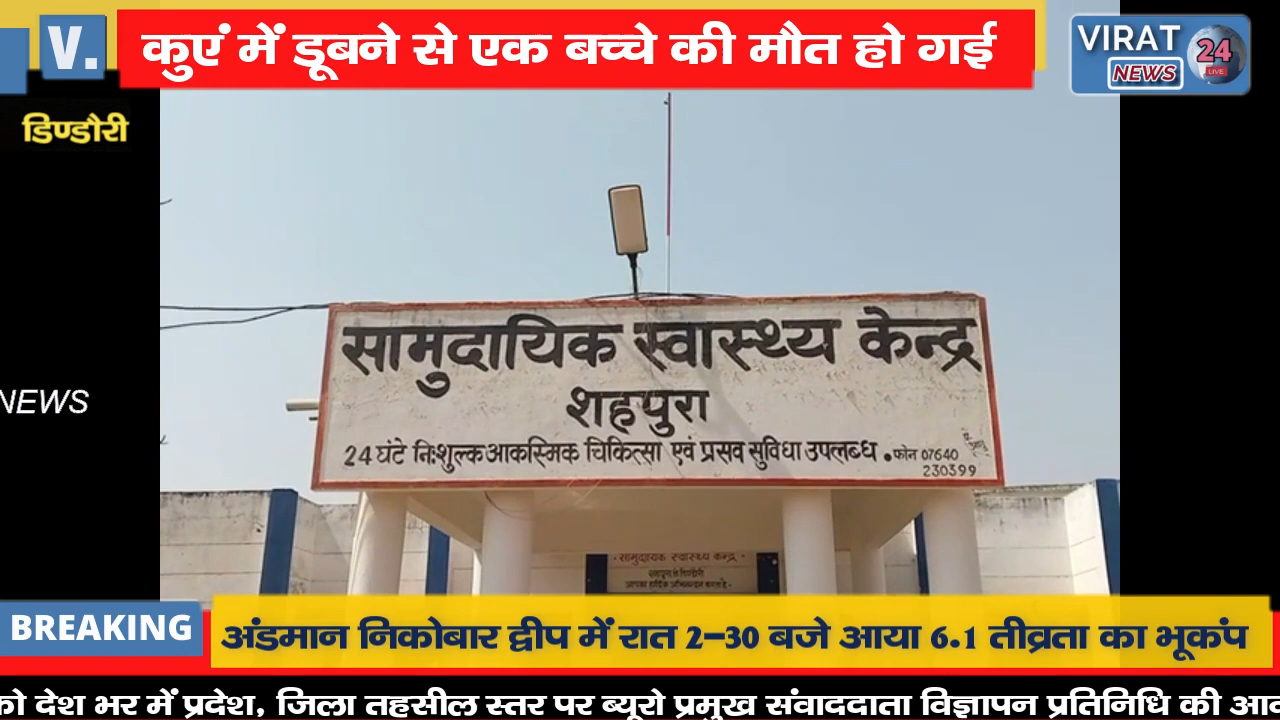 V.
कुएं में डूबने से एक बच्चे की मौत हो गई
VIRAT
NEWS
24
LIVE
डिण्डौरी
NEWS
सामुदायिक स्वास्थ्य केन्द्र
शहपुरा
24 घंटे निःशुल्क आकस्मिक चिकित्सा एवं प्रसव सुविधा उपलब्ध • फोन 07640
230399
सामुदायक स्वास्थ्य केन्द्र
BREAKING
अंडमान निकोबार द्वीप में रात 2-30 बजे आया 6.1 तीव्रता का भूकंप
को देश भर में प्रदेश, जिला तहसील स्तर पर ब्यूरो प्रमुख संवाददाता विज्ञापन प्रतिनिधि की